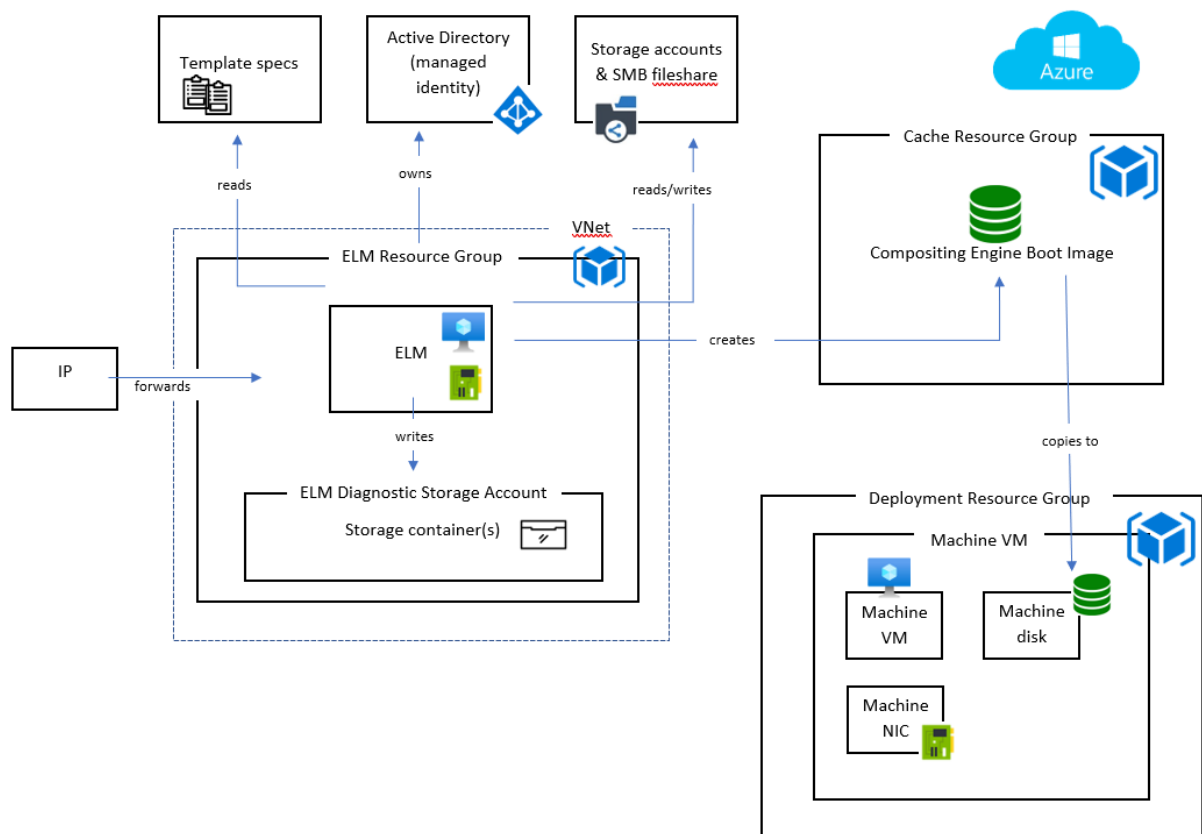 Template specs
Active Directory
(managed
identity)
Storage accounts
& SMB fileshare
Azure
Cache Resource Group
reads
owns
reads/writes
VNet
ELM Resource Group
Compositing Engine Boot Image
ELM
creates
IP
forwards
writes
copies to
ELM Diagnostic Storage Account
Storage container(s)
Deployment Resource Group
Machine VM
Machine
VM
Machine
disk
Machine
NIC